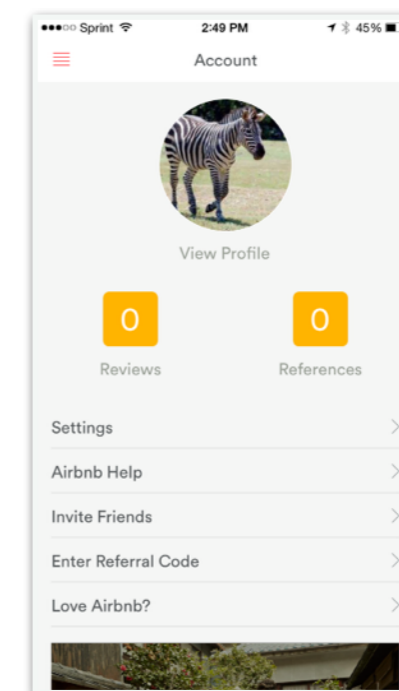 Sprint 2:49 PM 45%
Account
View Profile
0 0
Reviews References
Settings
Airbnb Help
Invite Friends
Enter Referral Code
Love Airbnb?